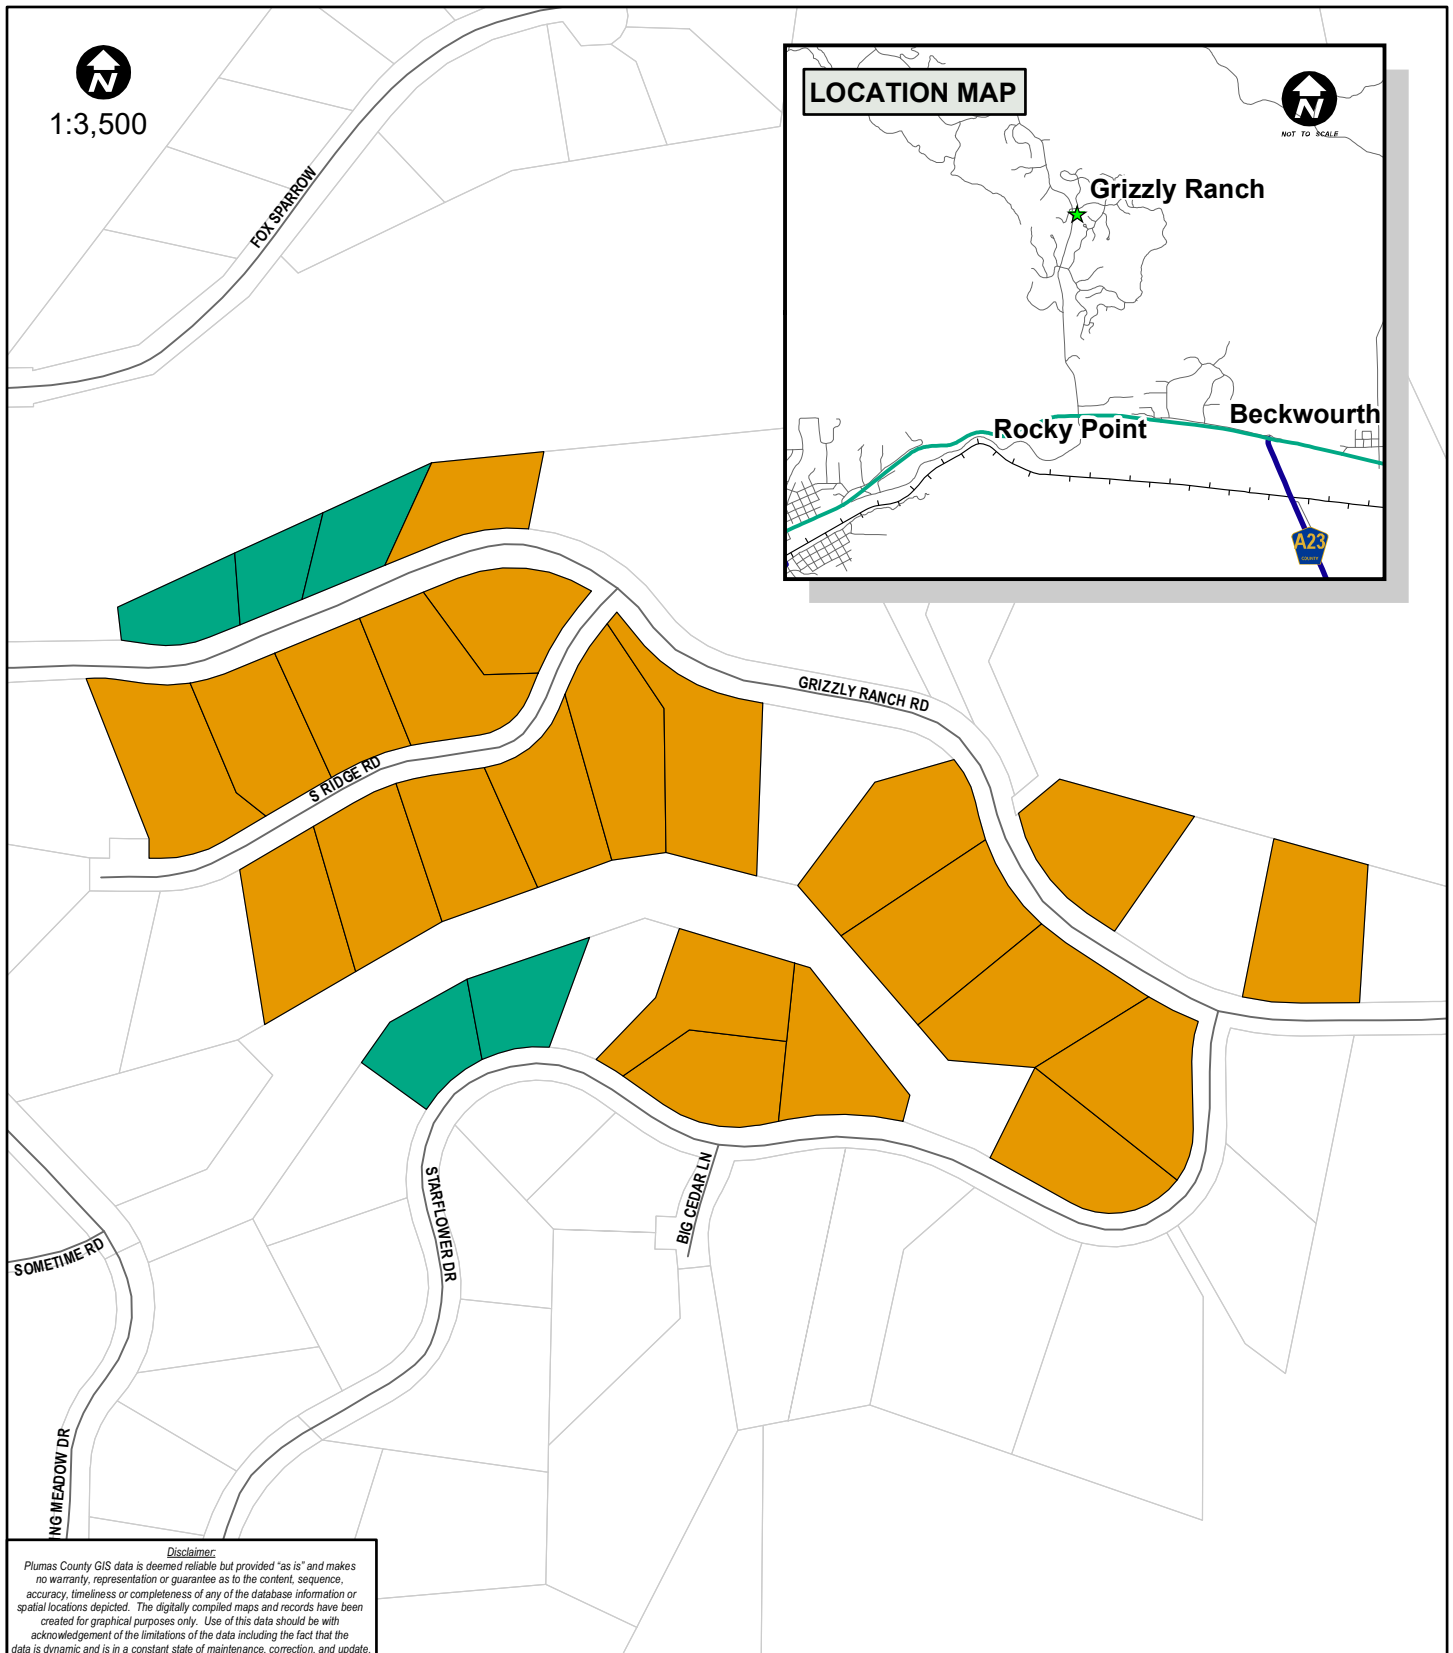 N
1:3,500
LOCATION MAP
N
NOT TO SCALE
Grizzly Ranch
Rocky Point
Beckwourth
A23
COUNTY
FOX SPARROW
GRIZZLY RANCH RD
S RIDGE RD
STARFLOWER DR
BIG CEDAR LN
SOMETIME RD
NG MEADOW DR
Disclaimer:
Plumas County GIS data is deemed reliable but provided “as is” and makes
no warranty, representation or guarantee as to the content, sequence,
accuracy, timeliness or completeness of any of the database information or
spatial locations depicted. The digitally compiled maps and records have been
created for graphical purposes only. Use of this data should be with
acknowledgement of the limitations of the data including the fact that the
data is dynamic and is in a constant state of maintenance, correction, and update.